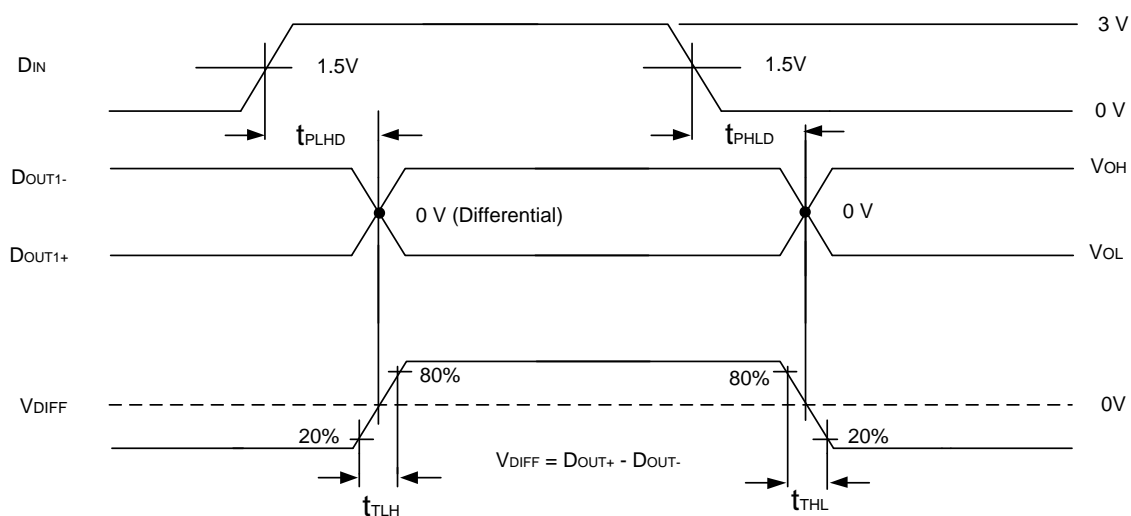 3 V
DIN
1.5V
1.5V
0 V
tPLHD
tPHLD
DOUT1-
VOH
0 V (Differential)
0 V
DOUT1+
VOL
80%
80%
VDIFF
0V
20%
20%
VDIFF = DOUT+ - DOUT-
tTLH
tTHL